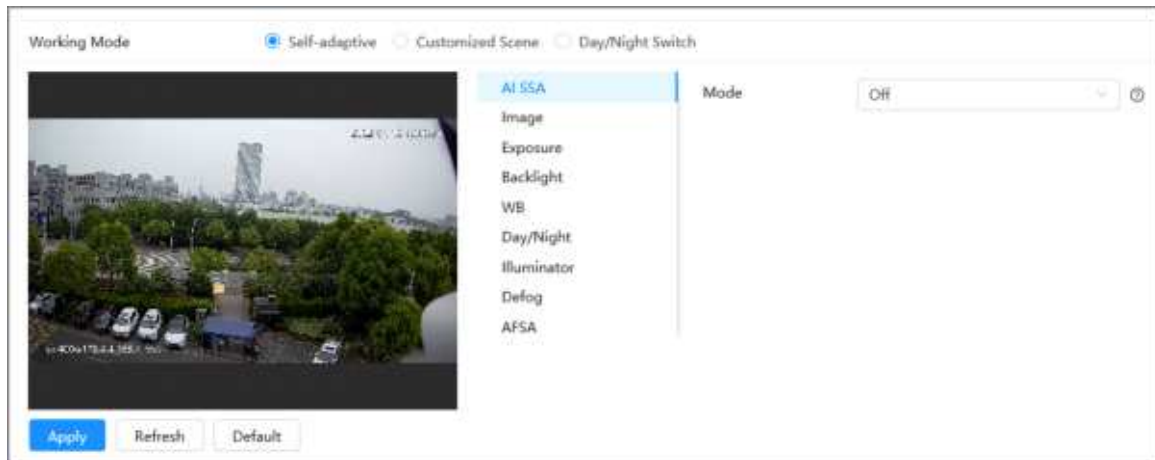 Working Mode Self-adaptive Customized Scene Day/Night Switch
AI SSA
Mode Off
Image
Exposure
Backlight
WB
Day/Night
Illuminator
Defog
AFSA
Apply Refresh Default